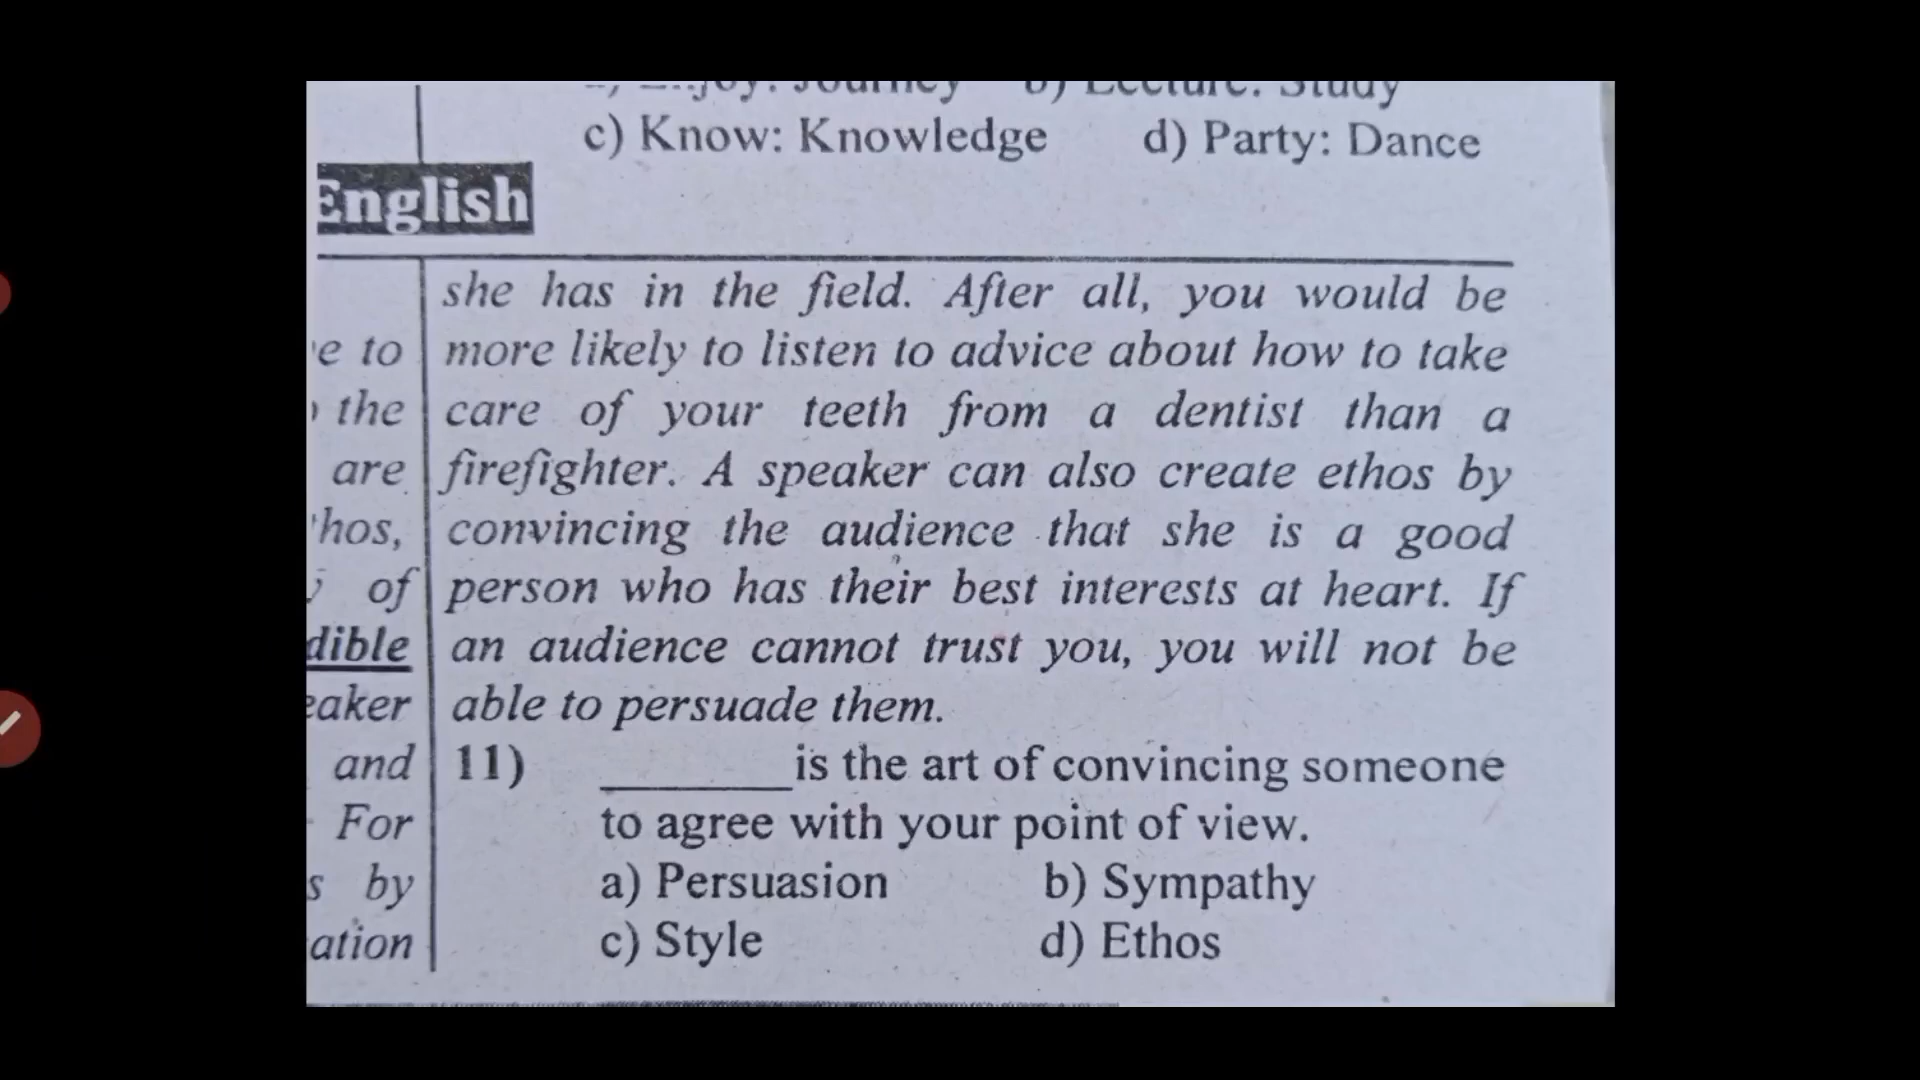 Journey b) Lecture: Study
c) Know: Knowledge d) Party: Dance
English
e to
the
are
hos,
of
dible
eaker
and
For
s by
ation
she has in the field. After all, you would be
more likely to listen to advice about how to take
care of your teeth from a dentist than a
firefighter. A speaker can also create ethos by
convincing the audience that she is a good
person who has their best interests at heart. If
an audience cannot trust you, you will not be
able to persuade them.
11) ________ is the art of convincing someone
to agree with your point of view.
a) Persuasion b) Sympathy
c) Style d) Ethos